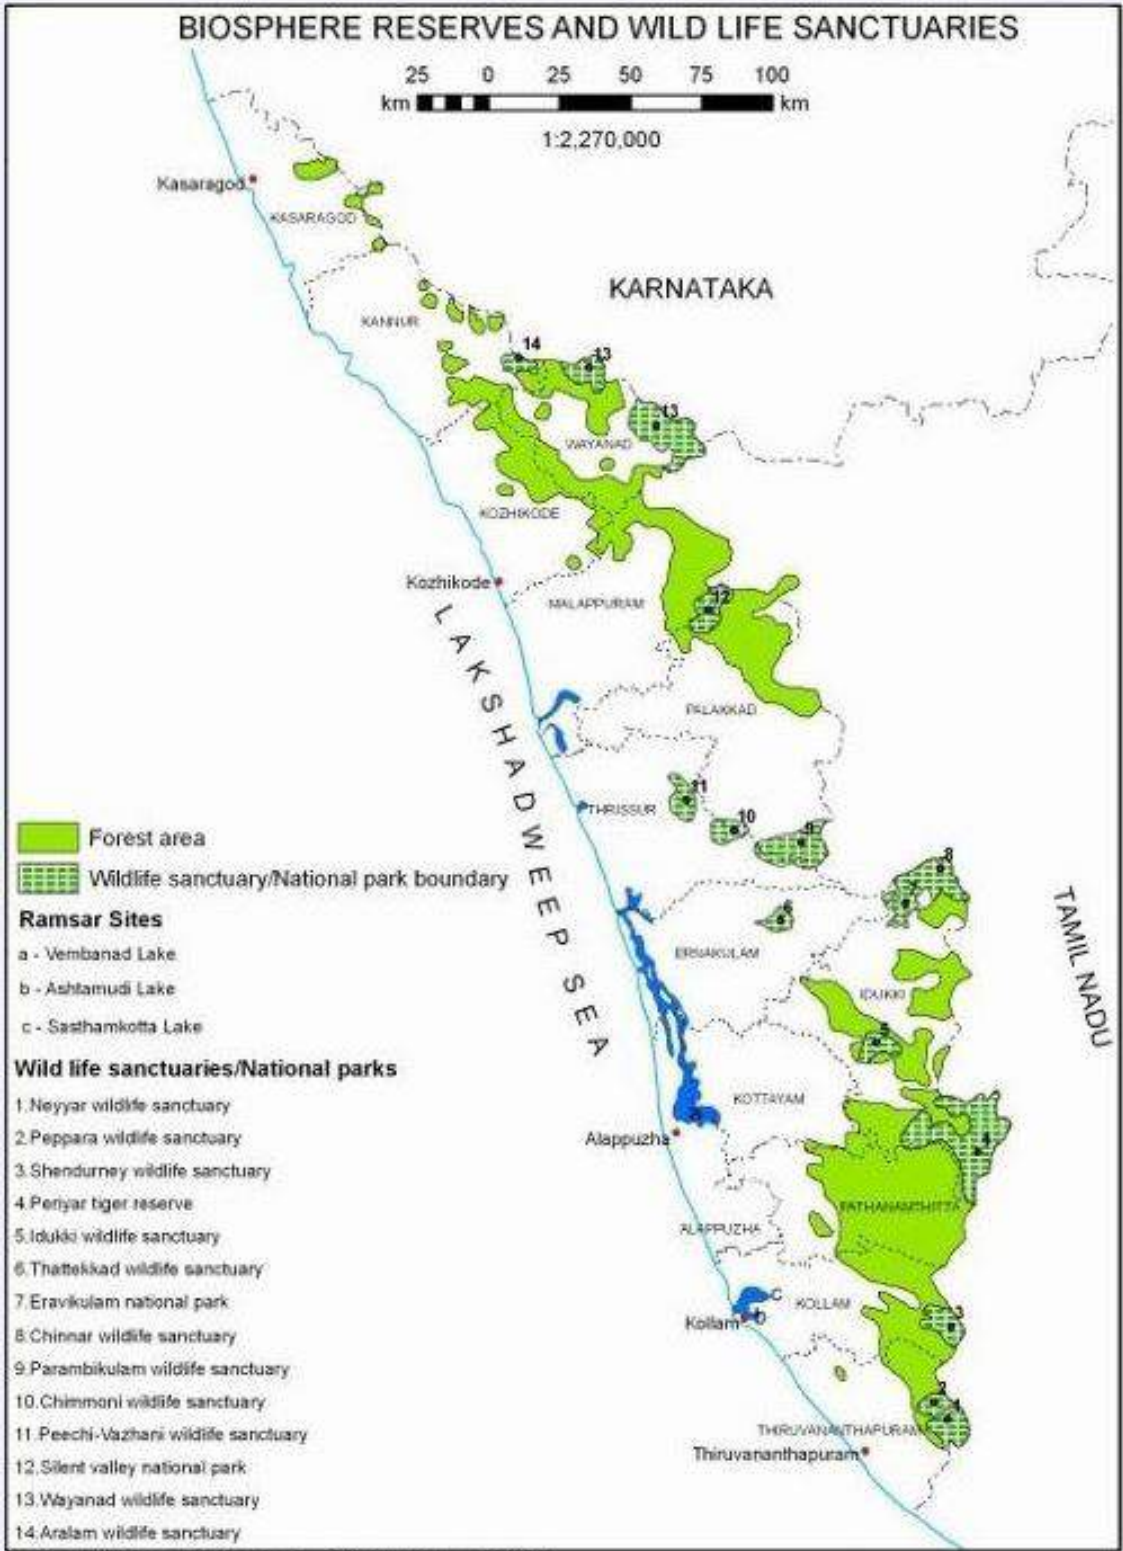 BIOSPHERE RESERVES AND WILD LIFE SANCTUARIES
25 0 25 50 75 100
km km
1:2,270,000
Kasaragod
KASARAGOD
KARNATAKA
KANNUR
14
13
13
WAYANAD
KOZHIKODE
Kozhikode
MALAPPURAM
12
LAKSHADWEEP SEA
PALAKKAD
11
THRISSUR
10
9
8
7
6
ERNAKULAM
TAMIL NADU
IDUKKI
5
KOTTAYAM
a
Alappuzha
4
PATHANAMTHITTA
ALAPPUZHA
C
KOLLAM
b
Kollam
3
2
1
THIRUVANANTHAPURAM
Thiruvananthapuram
Forest area
Wildlife sanctuary/National park boundary
Ramsar Sites
a - Vembanad Lake
b - Ashtamudi Lake
c - Sasthamkotta Lake
Wild life sanctuaries/National parks
1.Neyyar wildlife sanctuary
2.Peppara wildlife sanctuary
3.Shendurney wildlife sanctuary
4.Periyar tiger reserve
5.Idukki wildlife sanctuary
6.Thattekkad wildlife sanctuary
7.Eravikulam national park
8.Chinnar wildlife sanctuary
9.Parambikulam wildlife sanctuary
10.Chimmoni wildlife sanctuary
11.Peechi-Vazhani wildlife sanctuary
12.Silent valley national park
13.Wayanad wildlife sanctuary
14.Aralam wildlife sanctuary